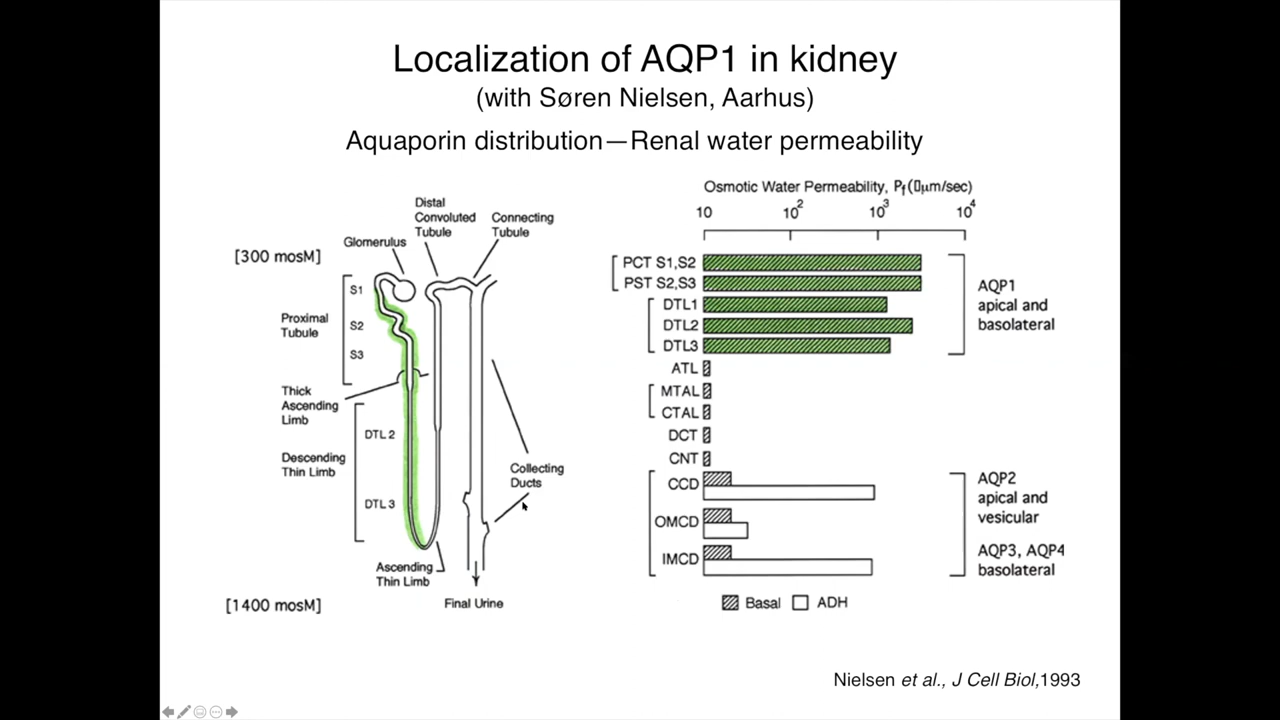 Localization of AQP1 in kidney
(with Søren Nielsen, Aarhus)
Aquaporin distribution—Renal water permeability
Distal
Convoluted
Tubule
Connecting
Tubule
Glomerulus
[300 mosM]
S1
Proximal
Tubule
S2
S3
Thick
Ascending
Limb
DTL 2
Descending
Thin Limb
DTL 3
Collecting
Ducts
Ascending
Thin Limb
[1400 mosM]
Final Urine
Osmotic Water Permeability, Pf (▯µm/sec)
10 10² 10³ 10⁴
PCT S1,S2
PST S2,S3
DTL1
DTL2
DTL3
AQP1
apical and
basolateral
ATL
MTAL
CTAL
DCT
CNT
CCD
OMCD
IMCD
AQP2
apical and
vesicular
AQP3, AQP4
basolateral
Basal ADH
Nielsen et al., J Cell Biol,1993